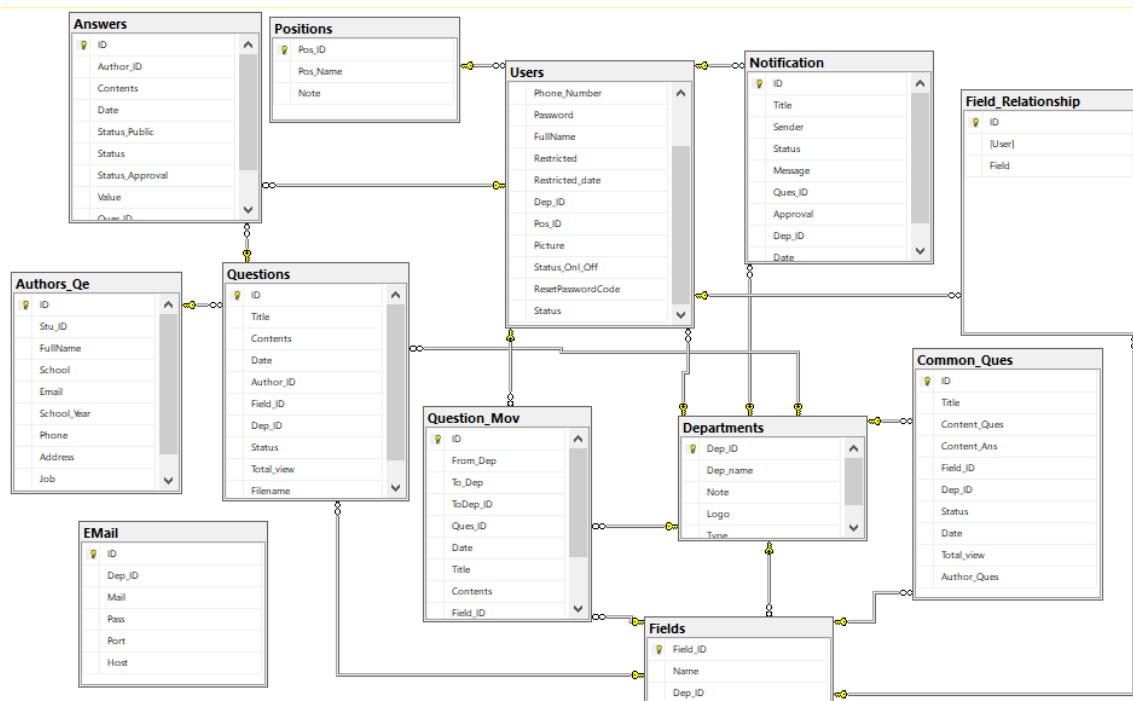 Answers
ID
Author_ID
Contents
Date
Status_Public
Status
Status_Approval
Value
Ques_ID
Positions
Pos_ID
Pos_Name
Note
Users
Phone_Number
Password
FullName
Restricted
Restricted_date
Dep_ID
Pos_ID
Picture
Status_Onl_Off
ResetPasswordCode
Status
Notification
ID
Title
Sender
Status
Message
Ques_ID
Approval
Dep_ID
Date
Field_Relationship
ID
[User]
Field
Authors_Qe
ID
Stu_ID
FullName
School
Email
School_Year
Phone
Address
Job
Questions
ID
Title
Contents
Date
Author_ID
Field_ID
Dep_ID
Status
Total_view
Filename
Question_Mov
ID
From_Dep
To_Dep
ToDep_ID
Ques_ID
Date
Title
Contents
Field_ID
Departments
Dep_ID
Dep_name
Note
Logo
Type
Common_Ques
ID
Title
Content_Ques
Content_Ans
Field_ID
Dep_ID
Status
Date
Total_view
Author_Ques
EMail
ID
Dep_ID
Mail
Pass
Port
Host
Fields
Field_ID
Name
Dep_ID